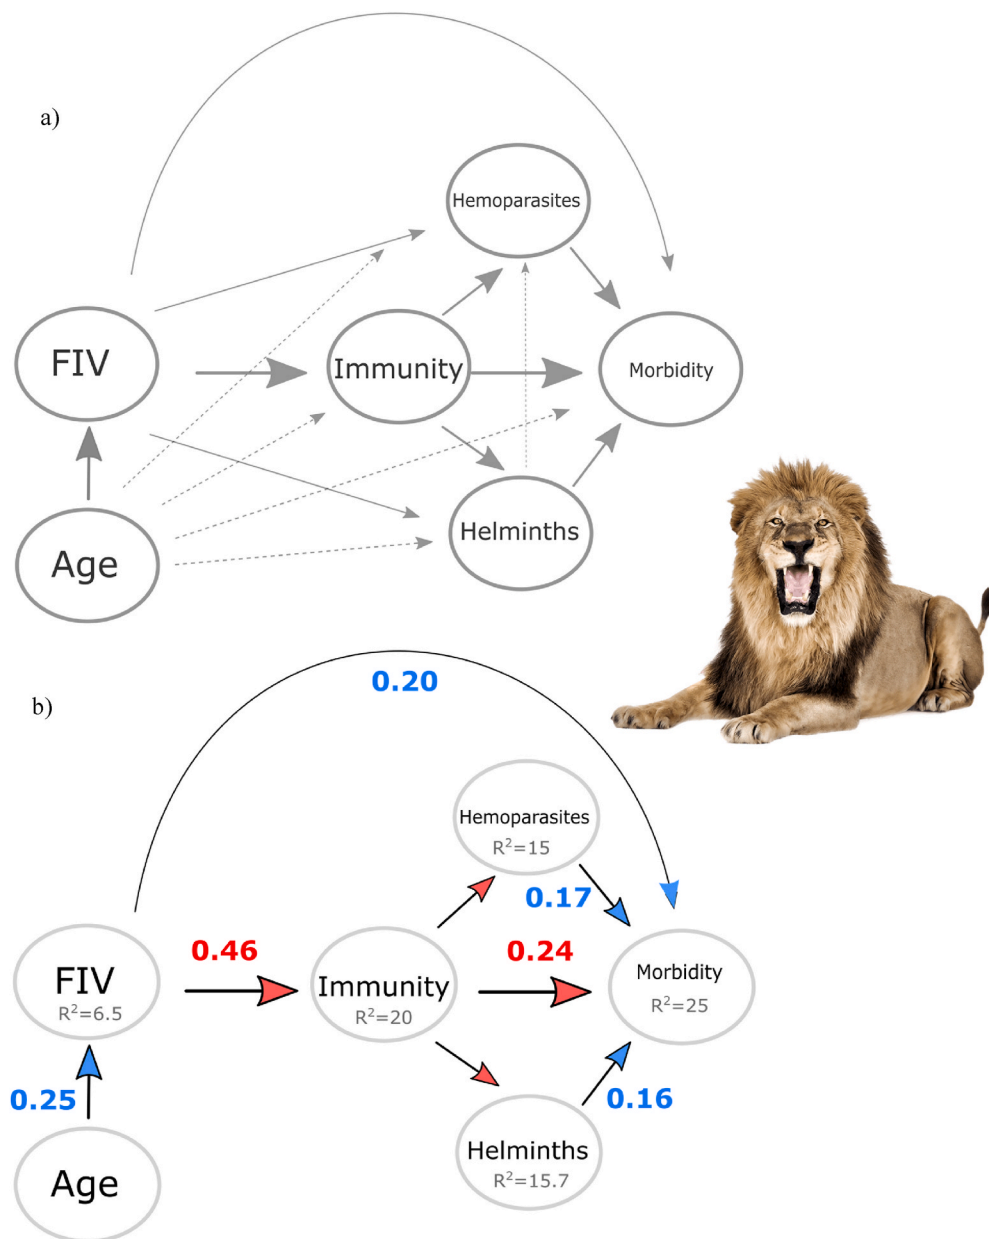 a)
Hemoparasites
FIV
Immunity
Morbidity
Age
Helminths
0.20
b)
Hemoparasites
R²=15
0.17
0.46
0.24
FIV
R²=6.5
Immunity
R²=20
Morbidity
R²=25
0.25
0.16
Age
Helminths
R²=15.7